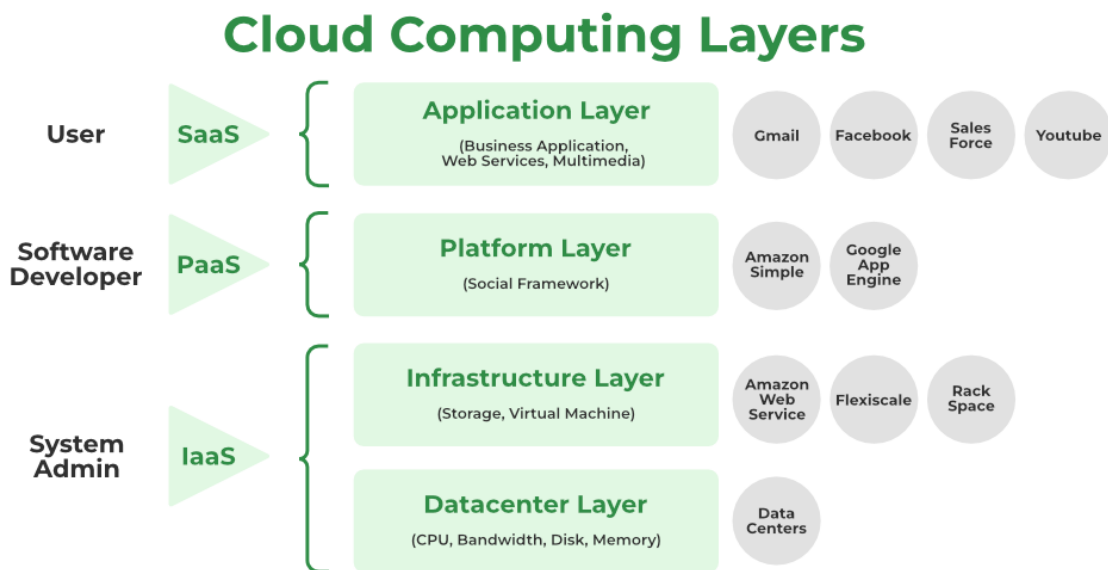 Cloud Computing Layers
User
SaaS
Application Layer
(Business Application,
Web Services, Multimedia)
Gmail
Facebook
Sales
Force
Youtube
Software
Developer
PaaS
Platform Layer
(Social Framework)
Amazon
Simple
Google
App
Engine
System
Admin
IaaS
Infrastructure Layer
(Storage, Virtual Machine)
Amazon
Web
Service
Flexiscale
Rack
Space
Datacenter Layer
(CPU, Bandwidth, Disk, Memory)
Data
Centers